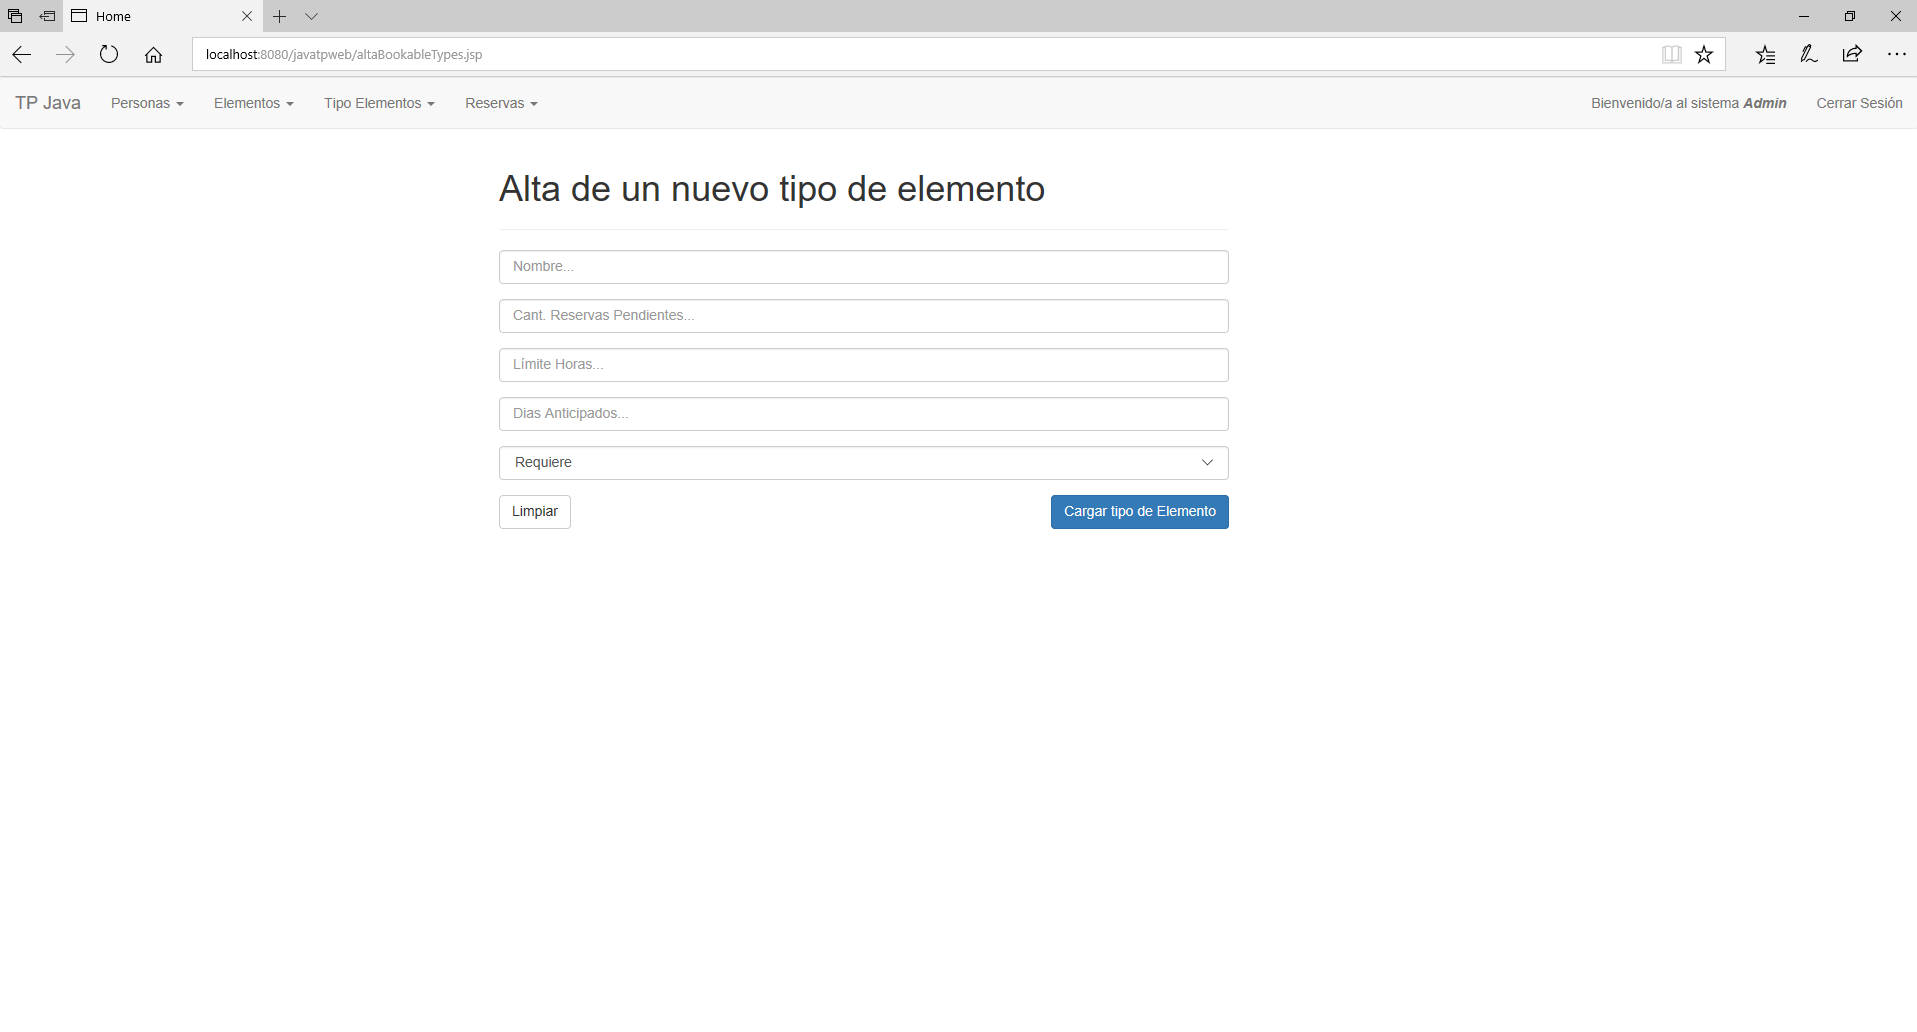 Home
localhost:8080/javatpweb/altaBookableTypes.jsp
TP Java Personas Elementos Tipo Elementos Reservas Bienvenido/a al sistema Admin Cerrar Sesión
Alta de un nuevo tipo de elemento
Nombre...
Cant. Reservas Pendientes...
Límite Horas...
Dias Anticipados...
Requiere
Limpiar Cargar tipo de Elemento